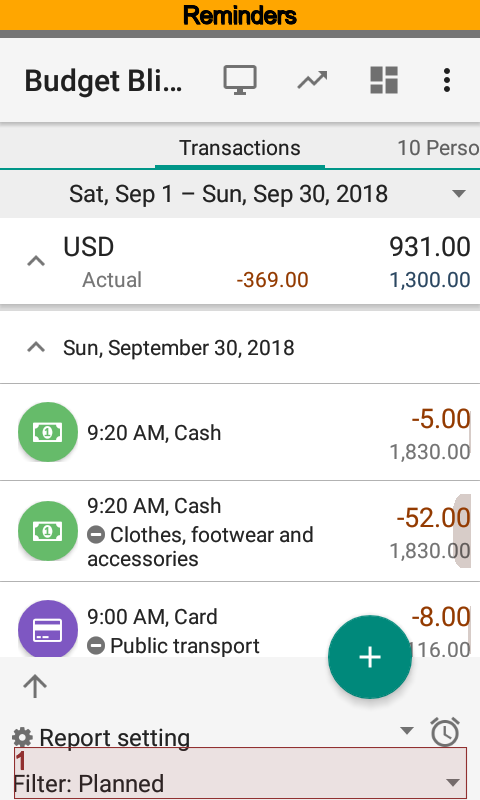 Reminders
Budget Bli...
Transactions
10 Perso
Sat, Sep 1 – Sun, Sep 30, 2018
USD 931.00
Actual -369.00 1,300.00
Sun, September 30, 2018
9:20 AM, Cash -5.00
1,830.00
9:20 AM, Cash -52.00
Clothes, footwear and accessories 1,830.00
9:00 AM, Card -8.00
Public transport 116.00
Report setting
1
Filter: Planned